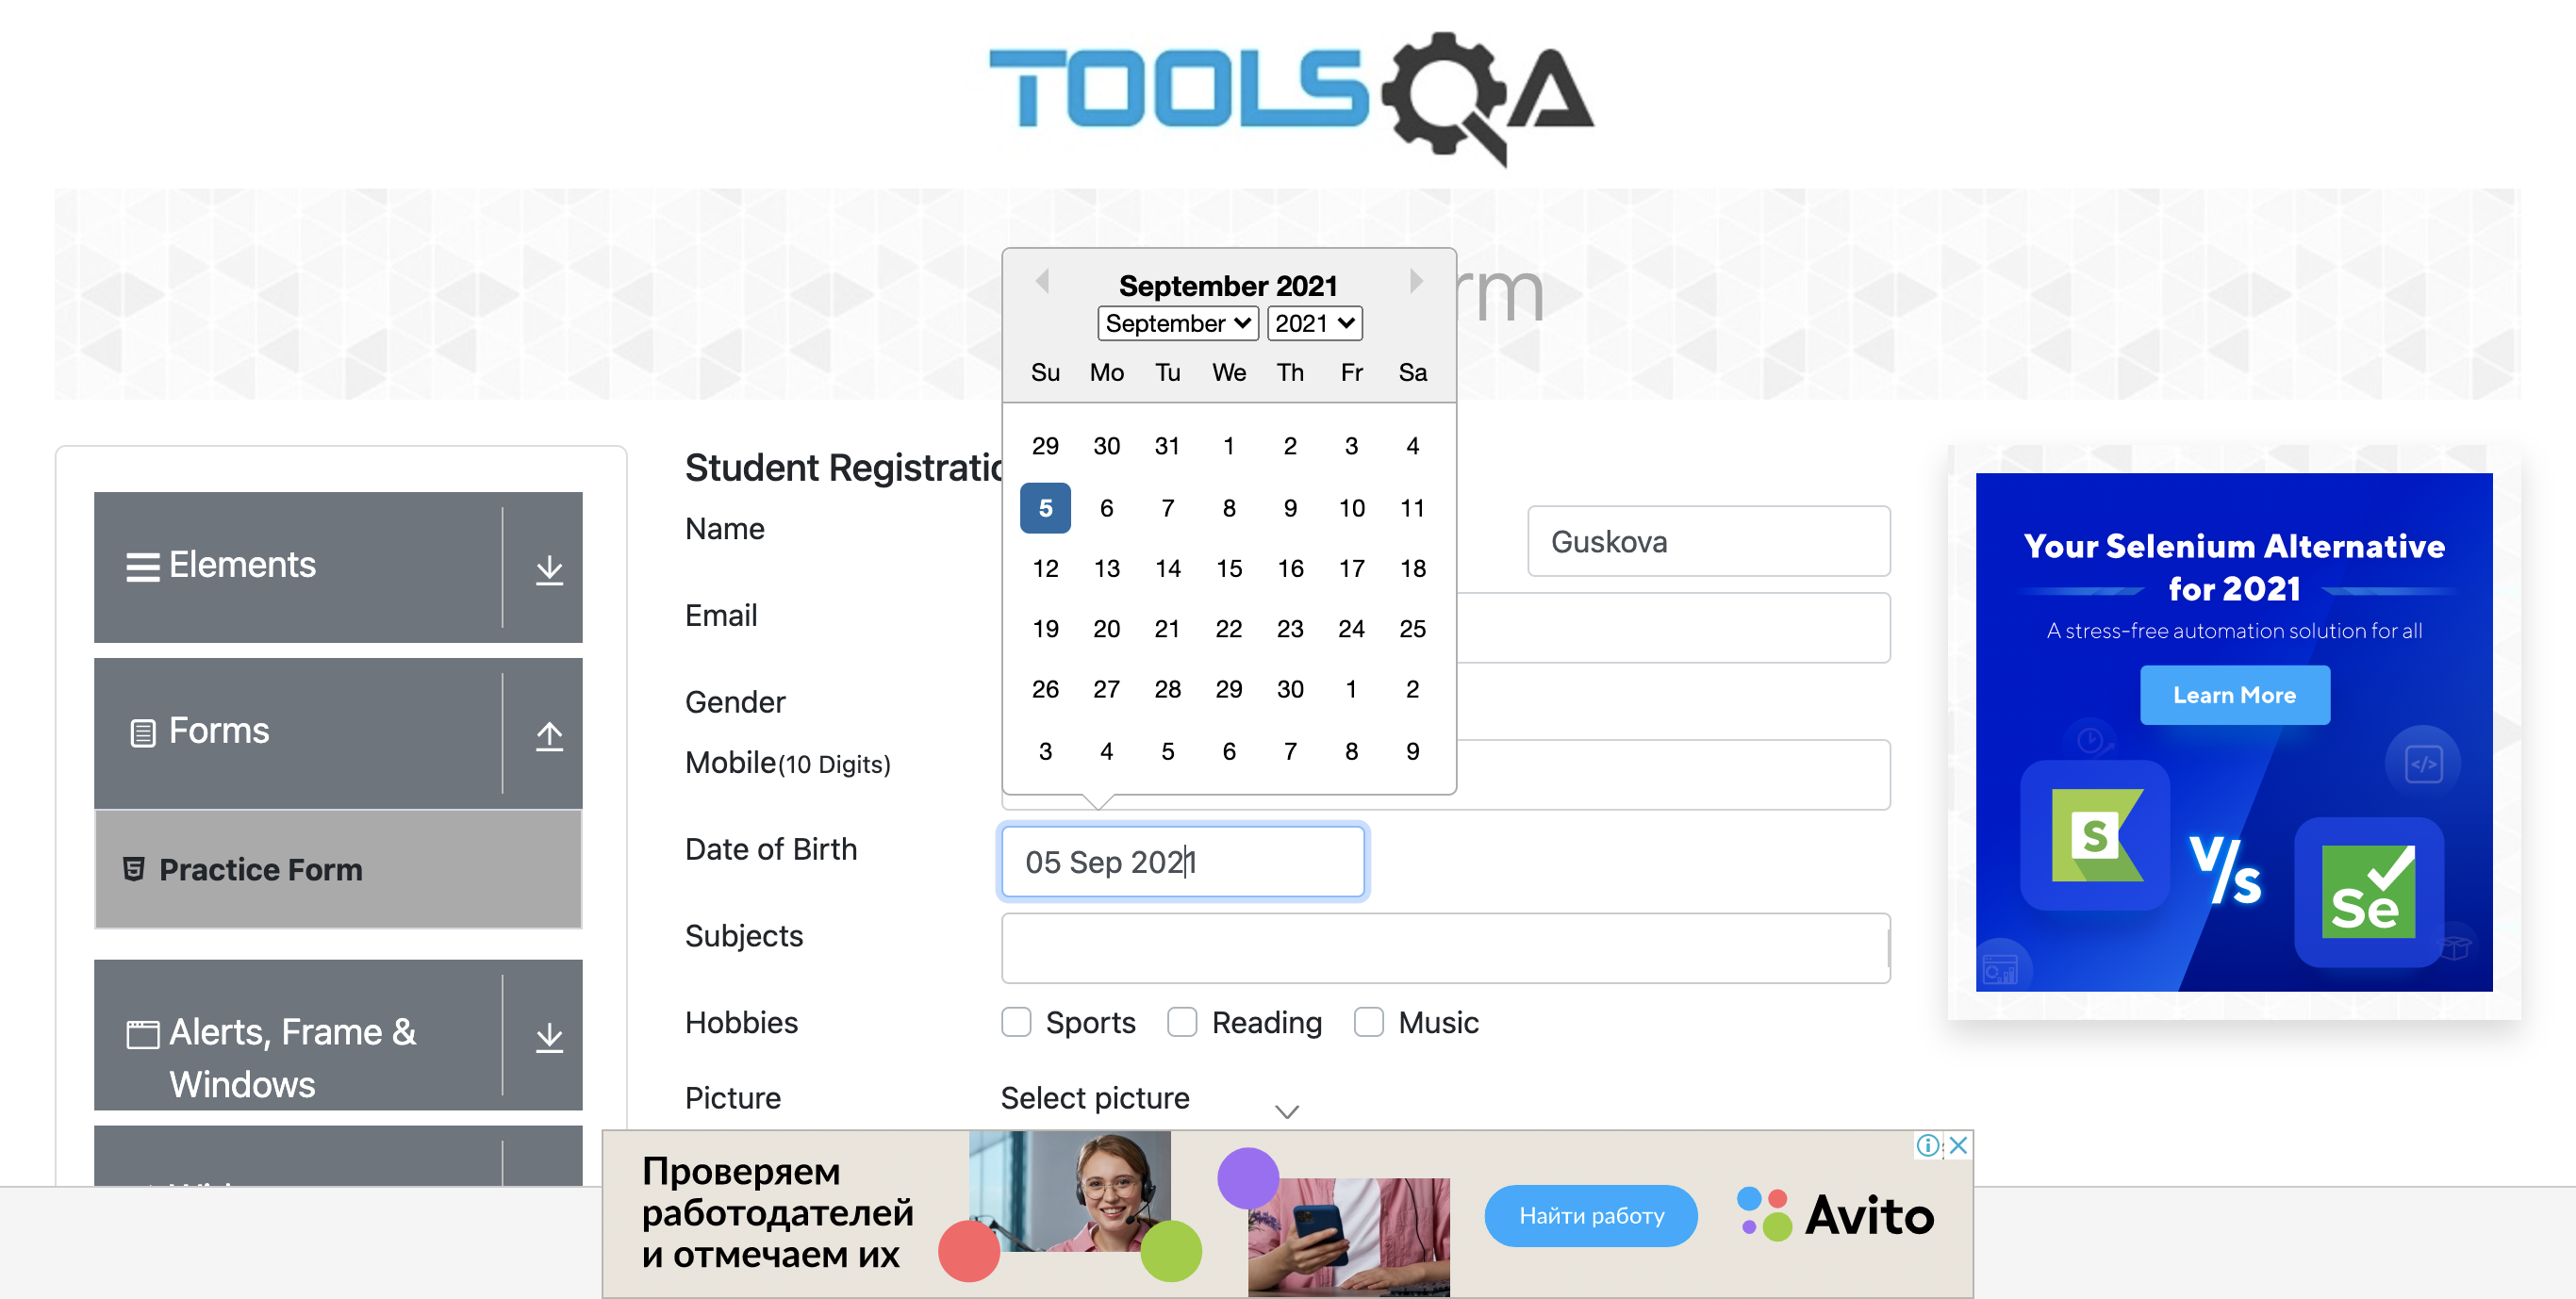 TOOLSQA
rm
September 2021
September 2021
Su Mo Tu We Th Fr Sa
29 30 31 1 2 3 4
5 6 7 8 9 10 11
12 13 14 15 16 17 18
19 20 21 22 23 24 25
26 27 28 29 30 1 2
3 4 5 6 7 8 9
Elements
Forms
Practice Form
Alerts, Frame &
Windows
Student Registratio
Name
Guskova
Email
Gender
Mobile(10 Digits)
Date of Birth
05 Sep 2021
Subjects
Hobbies
Sports Reading Music
Picture
Select picture
Your Selenium Alternative
for 2021
A stress-free automation solution for all
Learn More
S
V/s
Se
Проверяем
работодателей
и отмечаем их
Найти работу
Avito